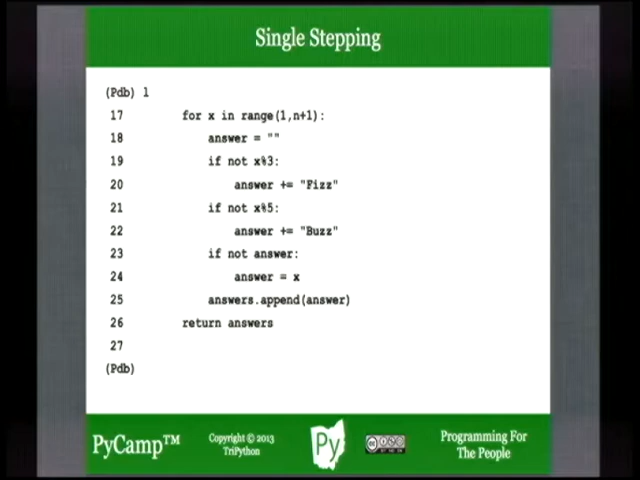 Single Stepping
(Pdb) l
17 for x in range(1,n+1):
18 answer = ""
19 if not x%3:
20 answer += "Fizz"
21 if not x%5:
22 answer += "Buzz"
23 if not answer:
24 answer = x
25 answers.append(answer)
26 return answers
27
(Pdb)
PyCamp™
Copyright © 2013
TriPython
Py
Programming For
The People